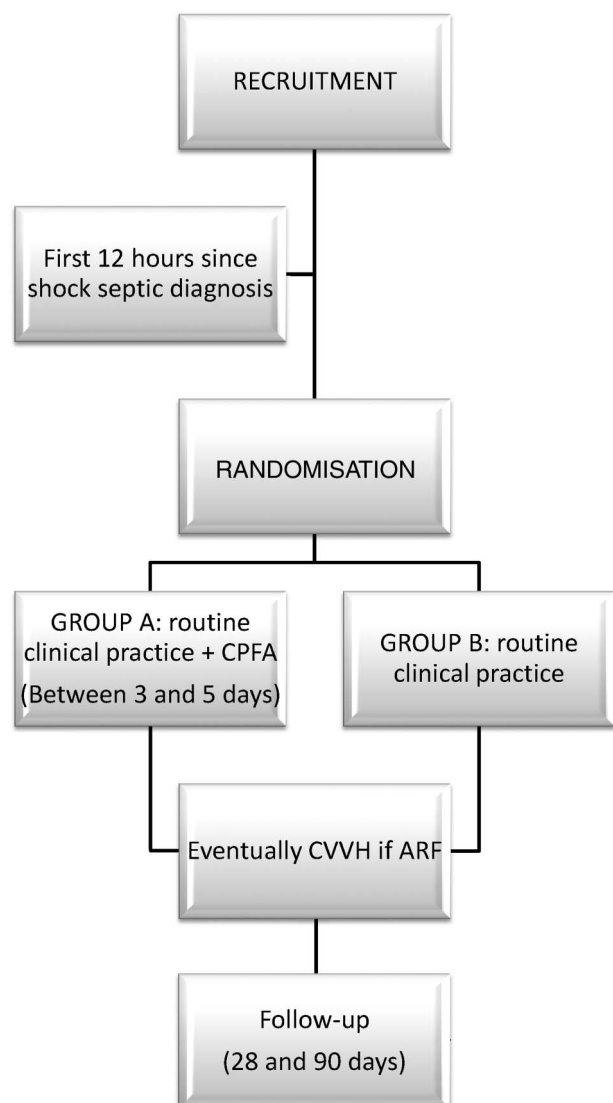 RECRUITMENT
First 12 hours since
shock septic diagnosis
RANDOMISATION
GROUP A: routine
clinical practice + CPFA
(Between 3 and 5 days)
GROUP B: routine
clinical practice
Eventually CVVH if ARF
Follow-up
(28 and 90 days)